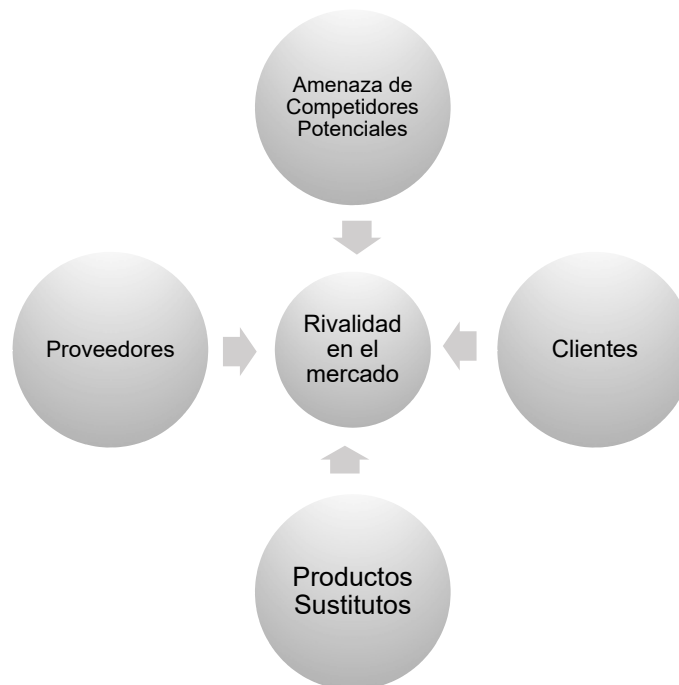 Amenaza de
Competidores
Potenciales
Proveedores
Rivalidad
en el
mercado
Clientes
Productos
Sustitutos